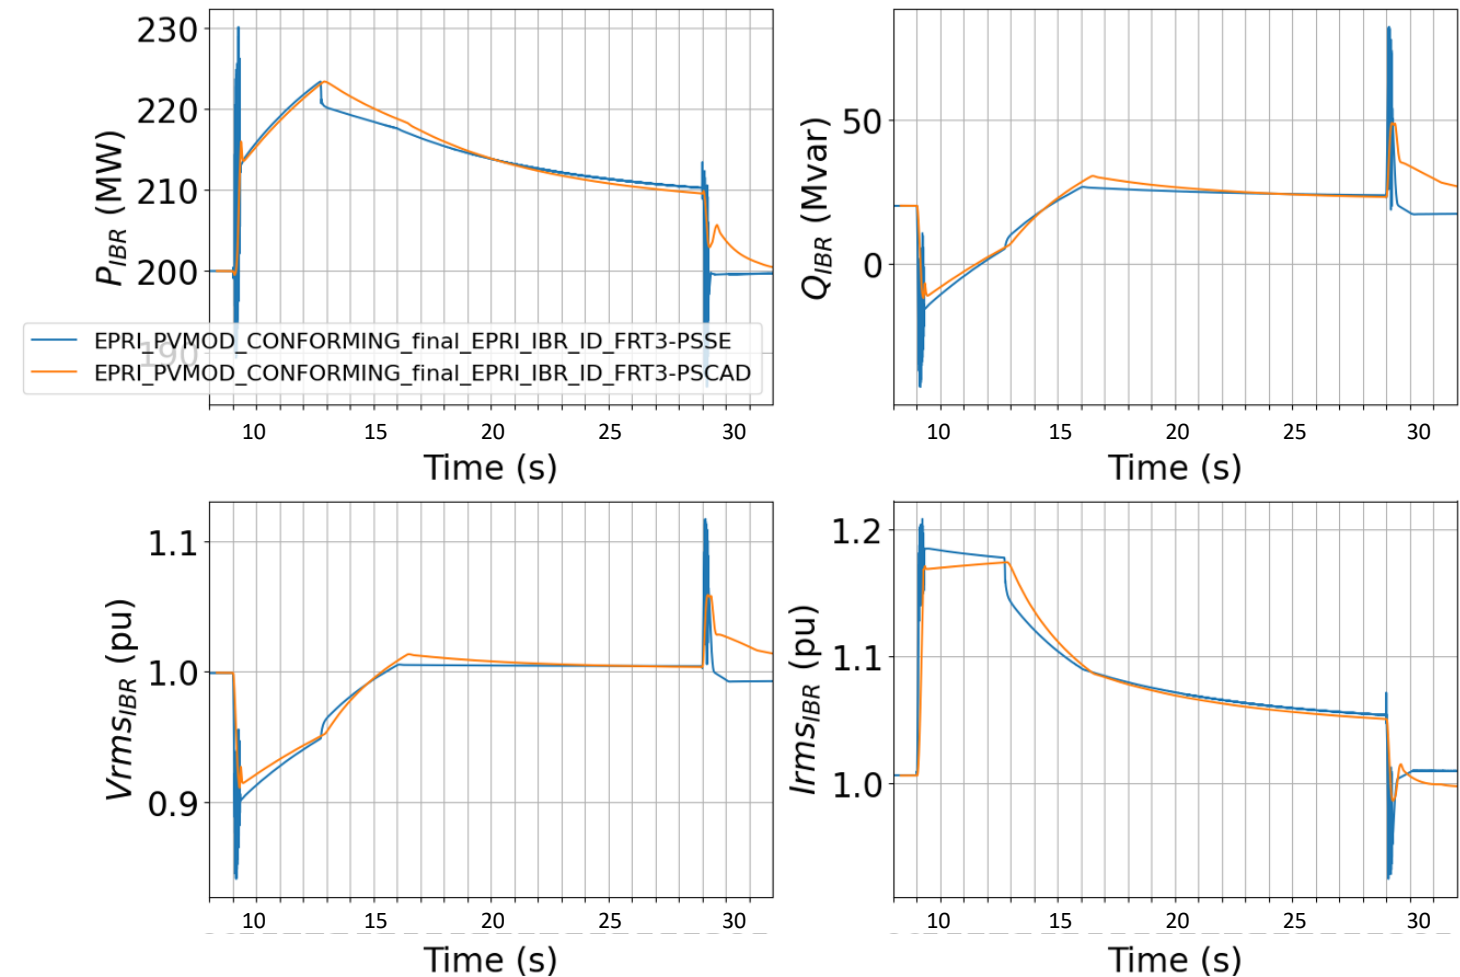 230
220
210
200
190
P_IBR (MW)
EPRI_PVMOD_CONFORMING_final_EPRI_IBR_ID_FRT3-PSSE
EPRI_PVMOD_CONFORMING_final_EPRI_IBR_ID_FRT3-PSCAD
10 15 20 25 30
Time (s)
50
0
Q_IBR (Mvar)
10 15 20 25 30
Time (s)
1.1
1.0
0.9
Vrms_IBR (pu)
10 15 20 25 30
Time (s)
1.2
1.1
1.0
Irms_IBR (pu)
10 15 20 25 30
Time (s)